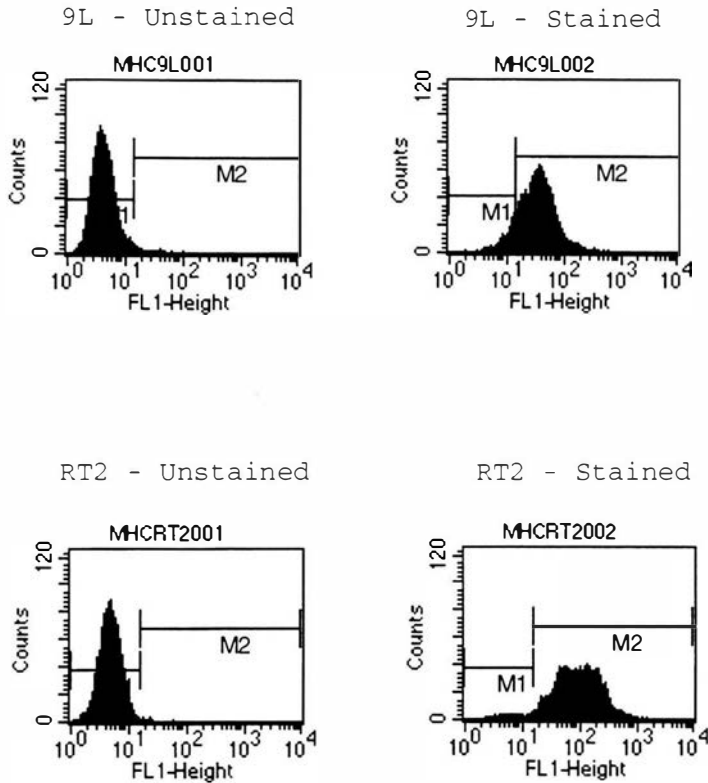 9L - Unstained
9L - Stained
MHC9L001
120
Counts
0
M2
1
10^0 10^1 10^2 10^3 10^4
FL1-Height
MHC9L002
120
Counts
0
M1
M2
10^0 10^1 10^2 10^3 10^4
FL1-Height
RT2 - Unstained
RT2 - Stained
MHCRT2001
120
Counts
0
M2
10^0 10^1 10^2 10^3 10^4
FL1-Height
MHCRT2002
120
Counts
0
M1
M2
10^0 10^1 10^2 10^3 10^4
FL1-Height